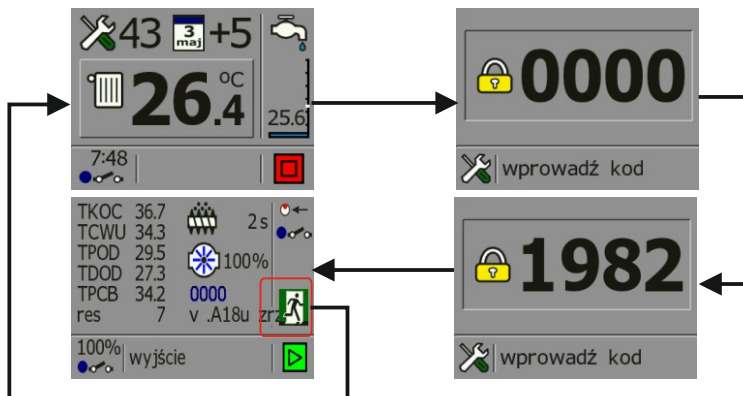 43 3 maj +5
26.4 °C
25.6
7:48
0000
wprowadź kod
TKOC 36.7 2 s
TCWU 34.3
TPOD 29.5 100%
TDOD 27.3
TPCB 34.2 0000
res 7 v .A18u zrz
100% wyjście
1982
wprowadź kod